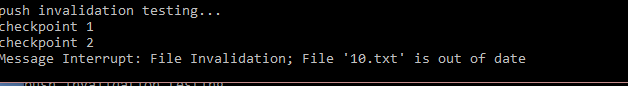 push invalidation testing...
checkpoint 1
checkpoint 2
Message Interrupt: File Invalidation; File '10.txt' is out of date